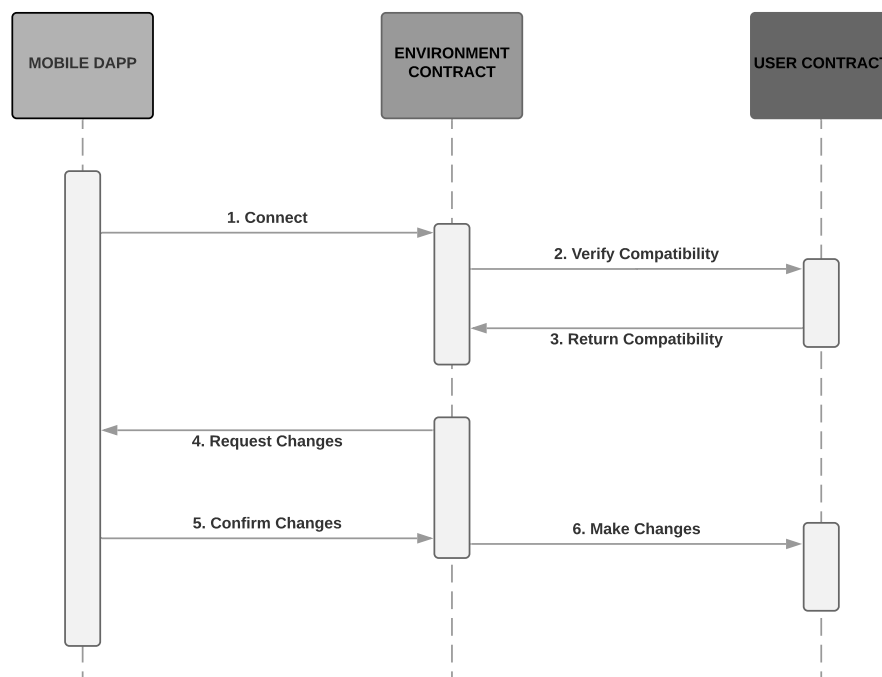 MOBILE DAPP
ENVIRONMENT
CONTRACT
USER CONTRACT
1. Connect
2. Verify Compatibility
3. Return Compatibility
4. Request Changes
5. Confirm Changes
6. Make Changes